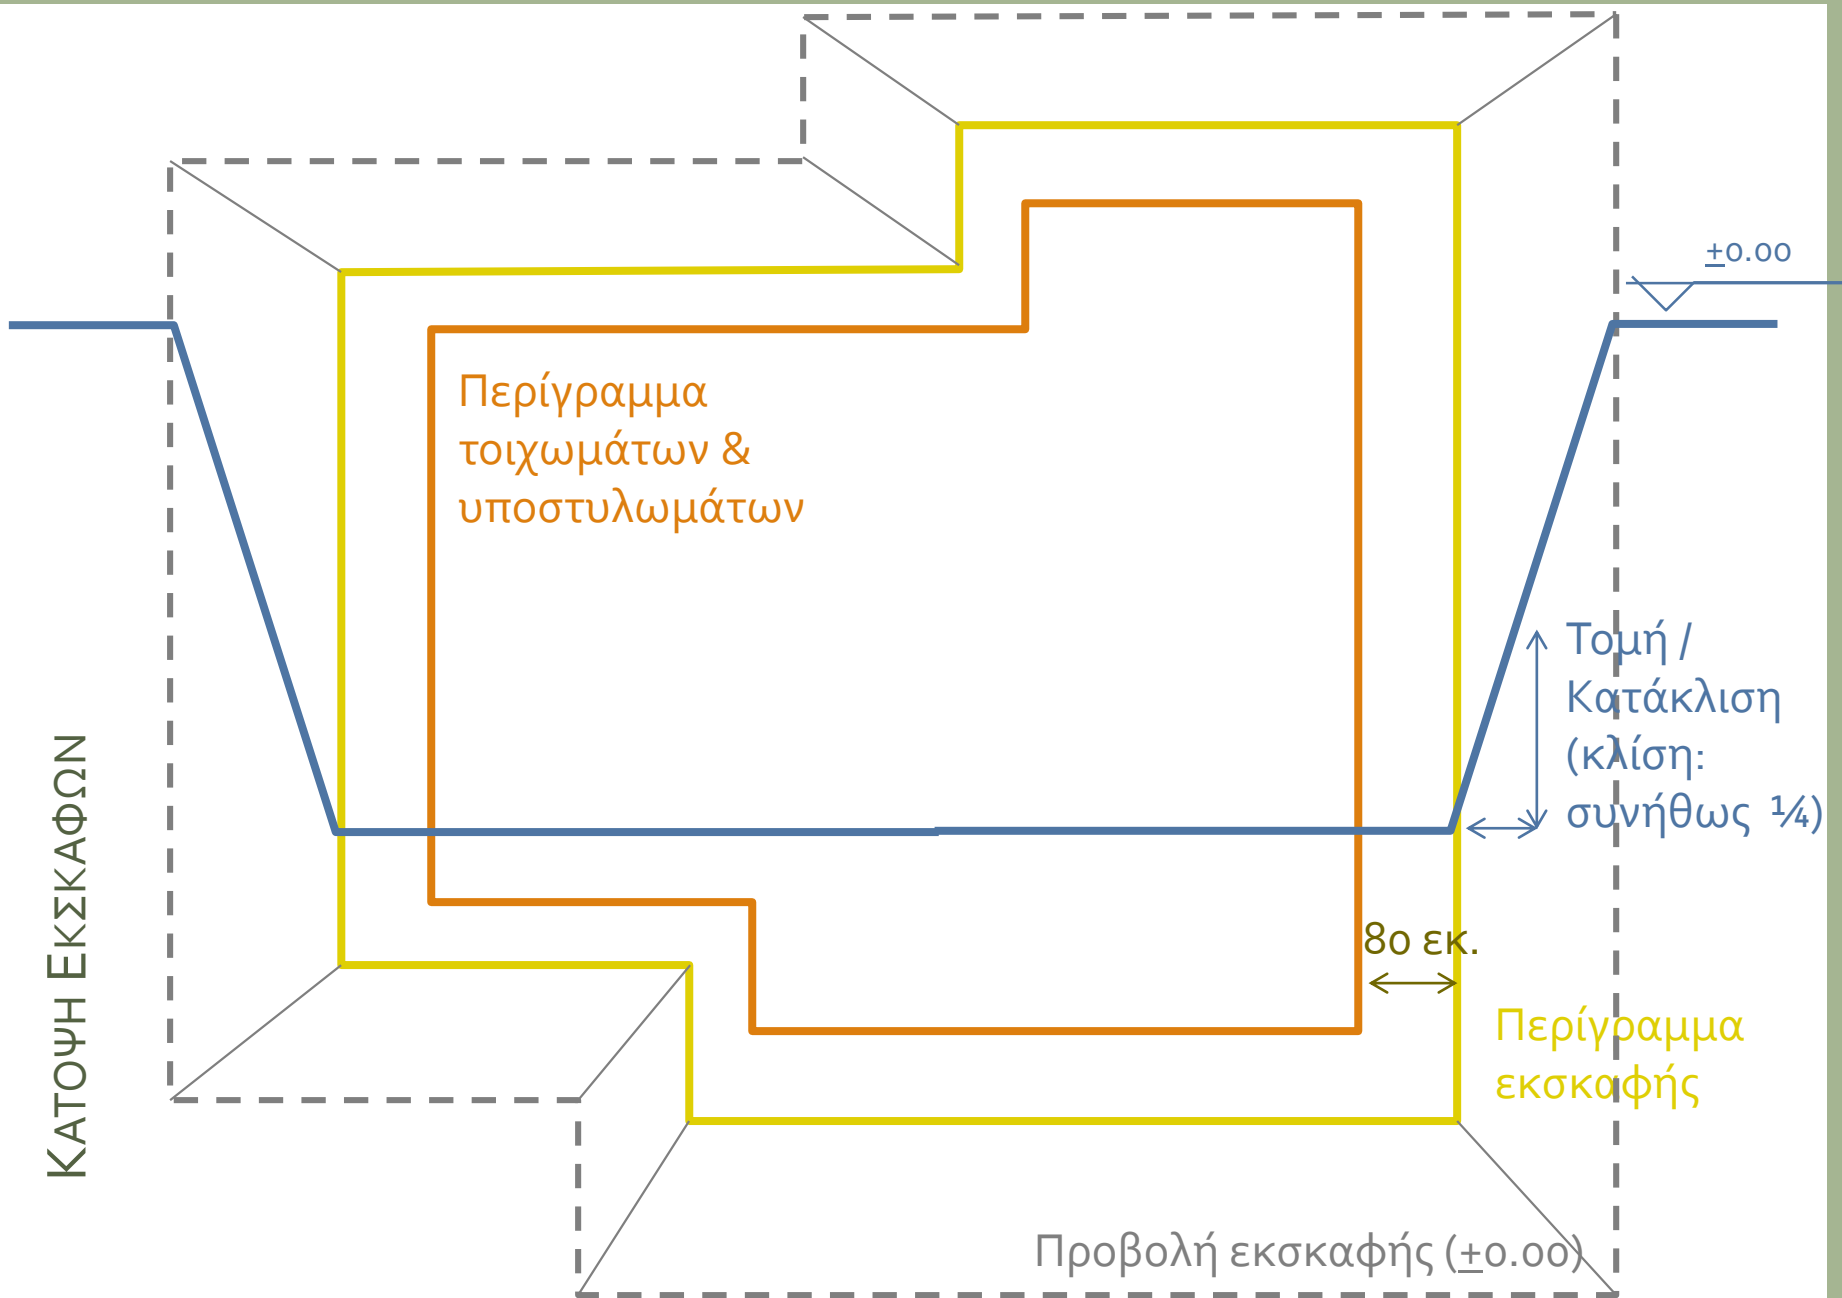 ±0.00
Περίγραμμα
τοιχωμάτων &
υποστυλωμάτων
Τομή /
Κατάκλιση
(κλίση:
συνήθως ¼)
ΚΑΤΟΨΗ ΕΚΣΚΑΦΩΝ
80 εκ.
Περίγραμμα
εκσκαφής
Προβολή εκσκαφής (±0.00)